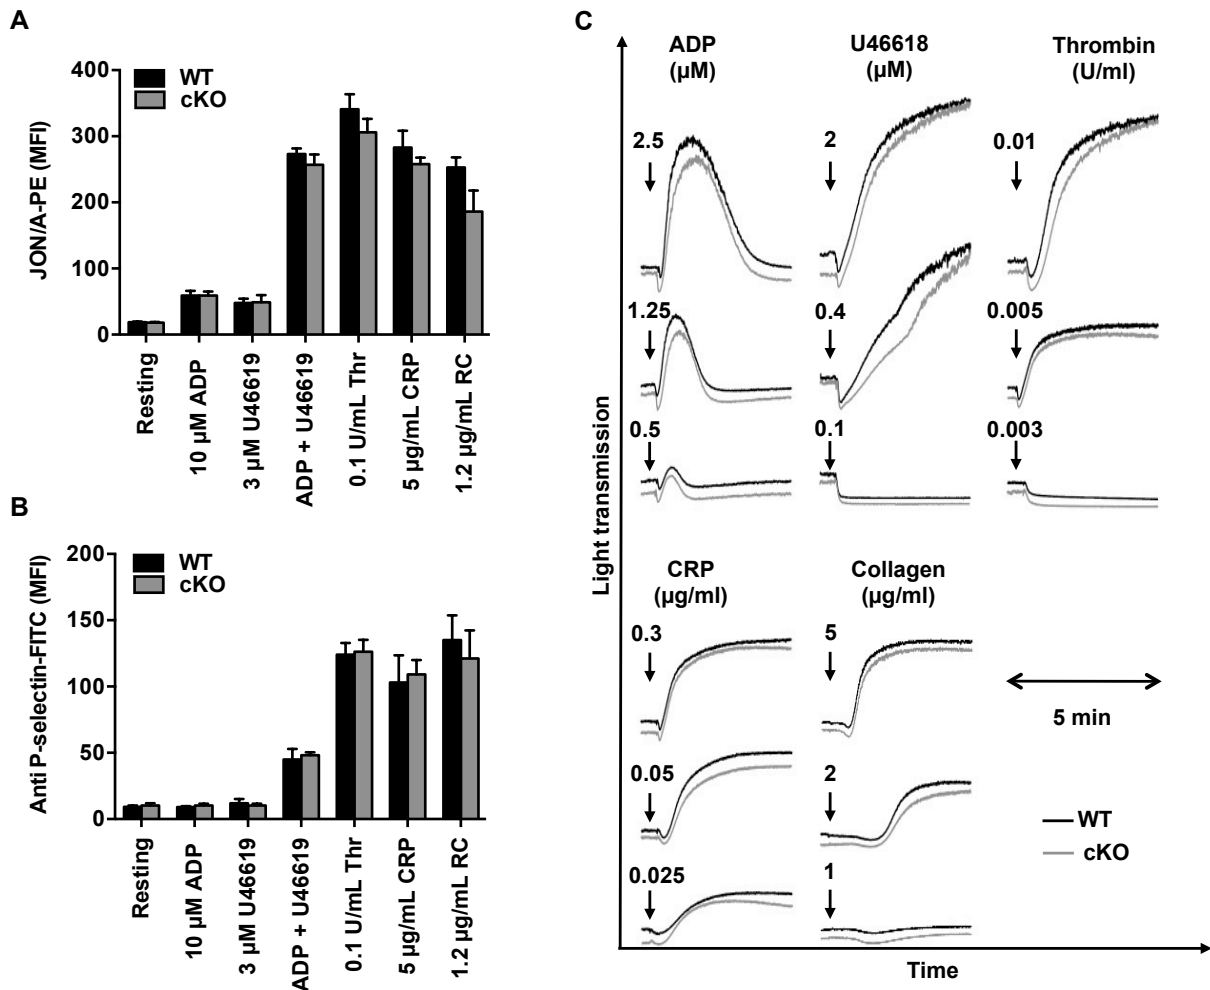 A
JON/A-PE (MFI)
400
300
200
100
0
WT
cKO
Resting
10 µM ADP
3 µM U46619
ADP + U46619
0.1 U/mL Thr
5 µg/mL CRP
1.2 µg/mL RC
B
Anti P-selectin-FITC (MFI)
200
150
100
50
0
WT
cKO
Resting
10 µM ADP
3 µM U46619
ADP + U46619
0.1 U/mL Thr
5 µg/mL CRP
1.2 µg/mL RC
C
Light transmission
ADP
(µM)
2.5
1.25
0.5
U46618
(µM)
2
0.4
0.1
Thrombin
(U/ml)
0.01
0.005
0.003
CRP
(µg/ml)
0.3
0.05
0.025
Collagen
(µg/ml)
5
2
1
5 min
WT
cKO
Time